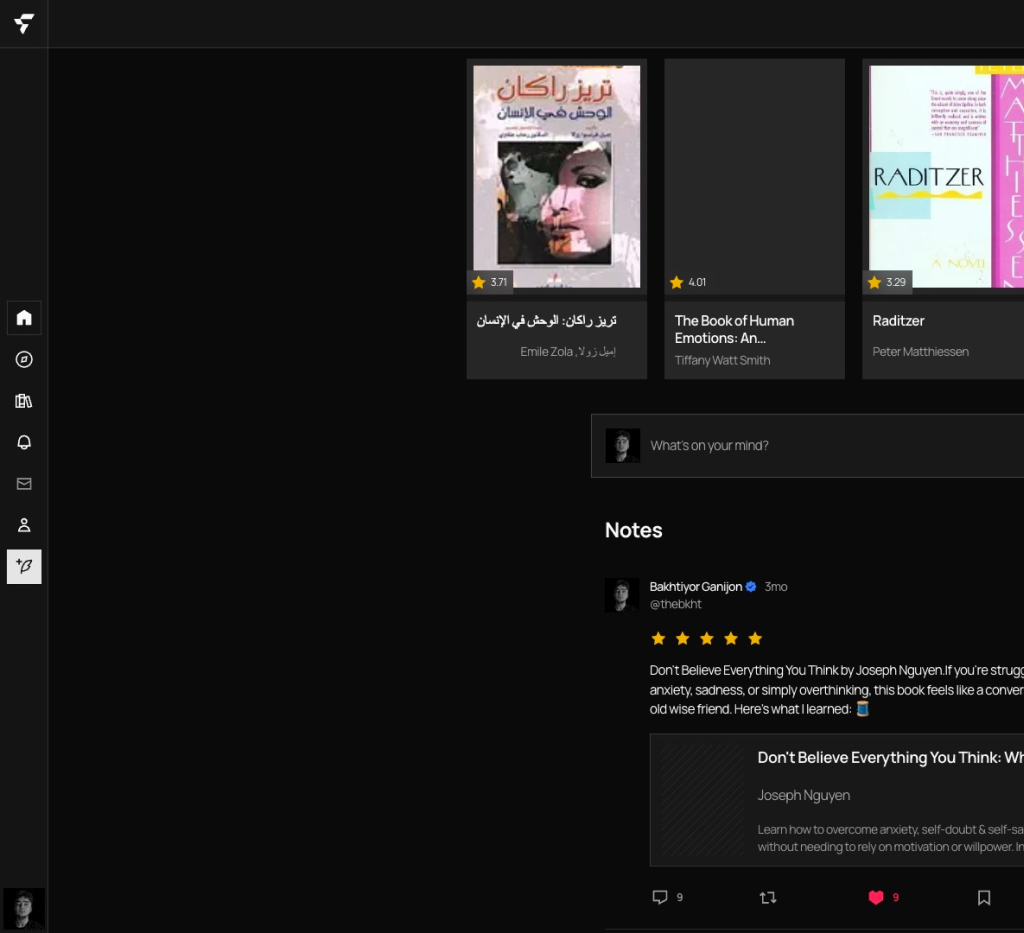 تريز راكان
الوحش في الإنسان
RADITZER
A NOVEL
MATTHIESSEN
3.71
4.01
3.29
تريز راكان: الوحش في الإنسان
Emile Zola ,إميل زولا
The Book of Human
Emotions: An...
Tiffany Watt Smith
Raditzer
Peter Matthiessen
What's on your mind?
Notes
Bakhtiyor Ganijon 3mo
@thebkht
Don't Believe Everything You Think by Joseph Nguyen.If you're strugg
anxiety, sadness, or simply overthinking, this book feels like a conver
old wise friend. Here's what I learned: 🧵
Don't Believe Everything You Think: Wh
Joseph Nguyen
Learn how to overcome anxiety, self-doubt & self-sa
without needing to rely on motivation or willpower. In
9
9